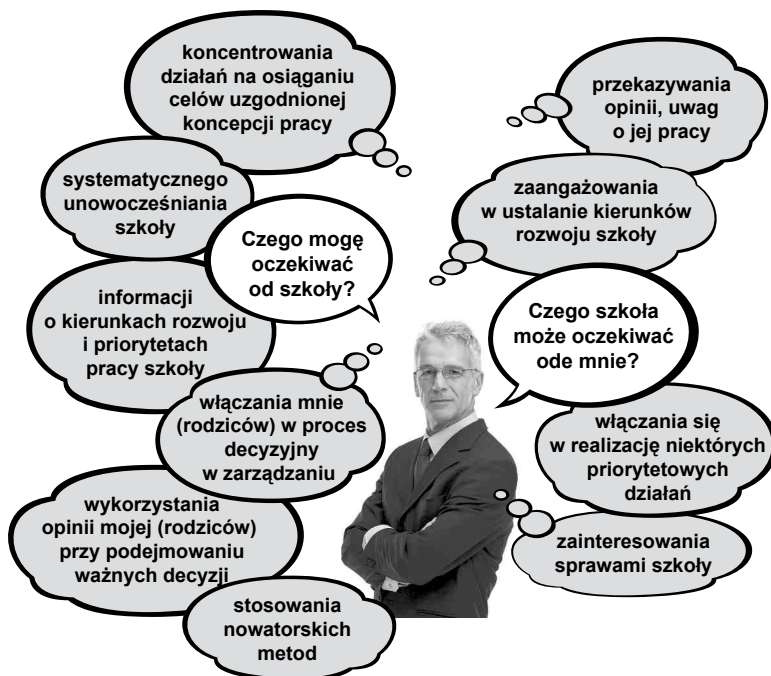 koncentrowania
działań na osiąganiu
celów uzgodnionej
koncepcji pracy
systematycznego
unowocześniania
szkoły
Czego mogę
oczekiwać
od szkoły?
informacji
o kierunkach rozwoju
i priorytetach
pracy szkoły
włączania mnie
(rodziców) w proces
decyzyjny
w zarządzaniu
wykorzystania
opinii mojej (rodziców)
przy podejmowaniu
ważnych decyzji
stosowania
nowatorskich
metod
przekazywania
opinii, uwag
o jej pracy
zaangażowania
w ustalanie kierunków
rozwoju szkoły
Czego szkoła
może oczekiwać
ode mnie?
włączania się
w realizację niektórych
priorytetowych
działań
zainteresowania
sprawami szkoły